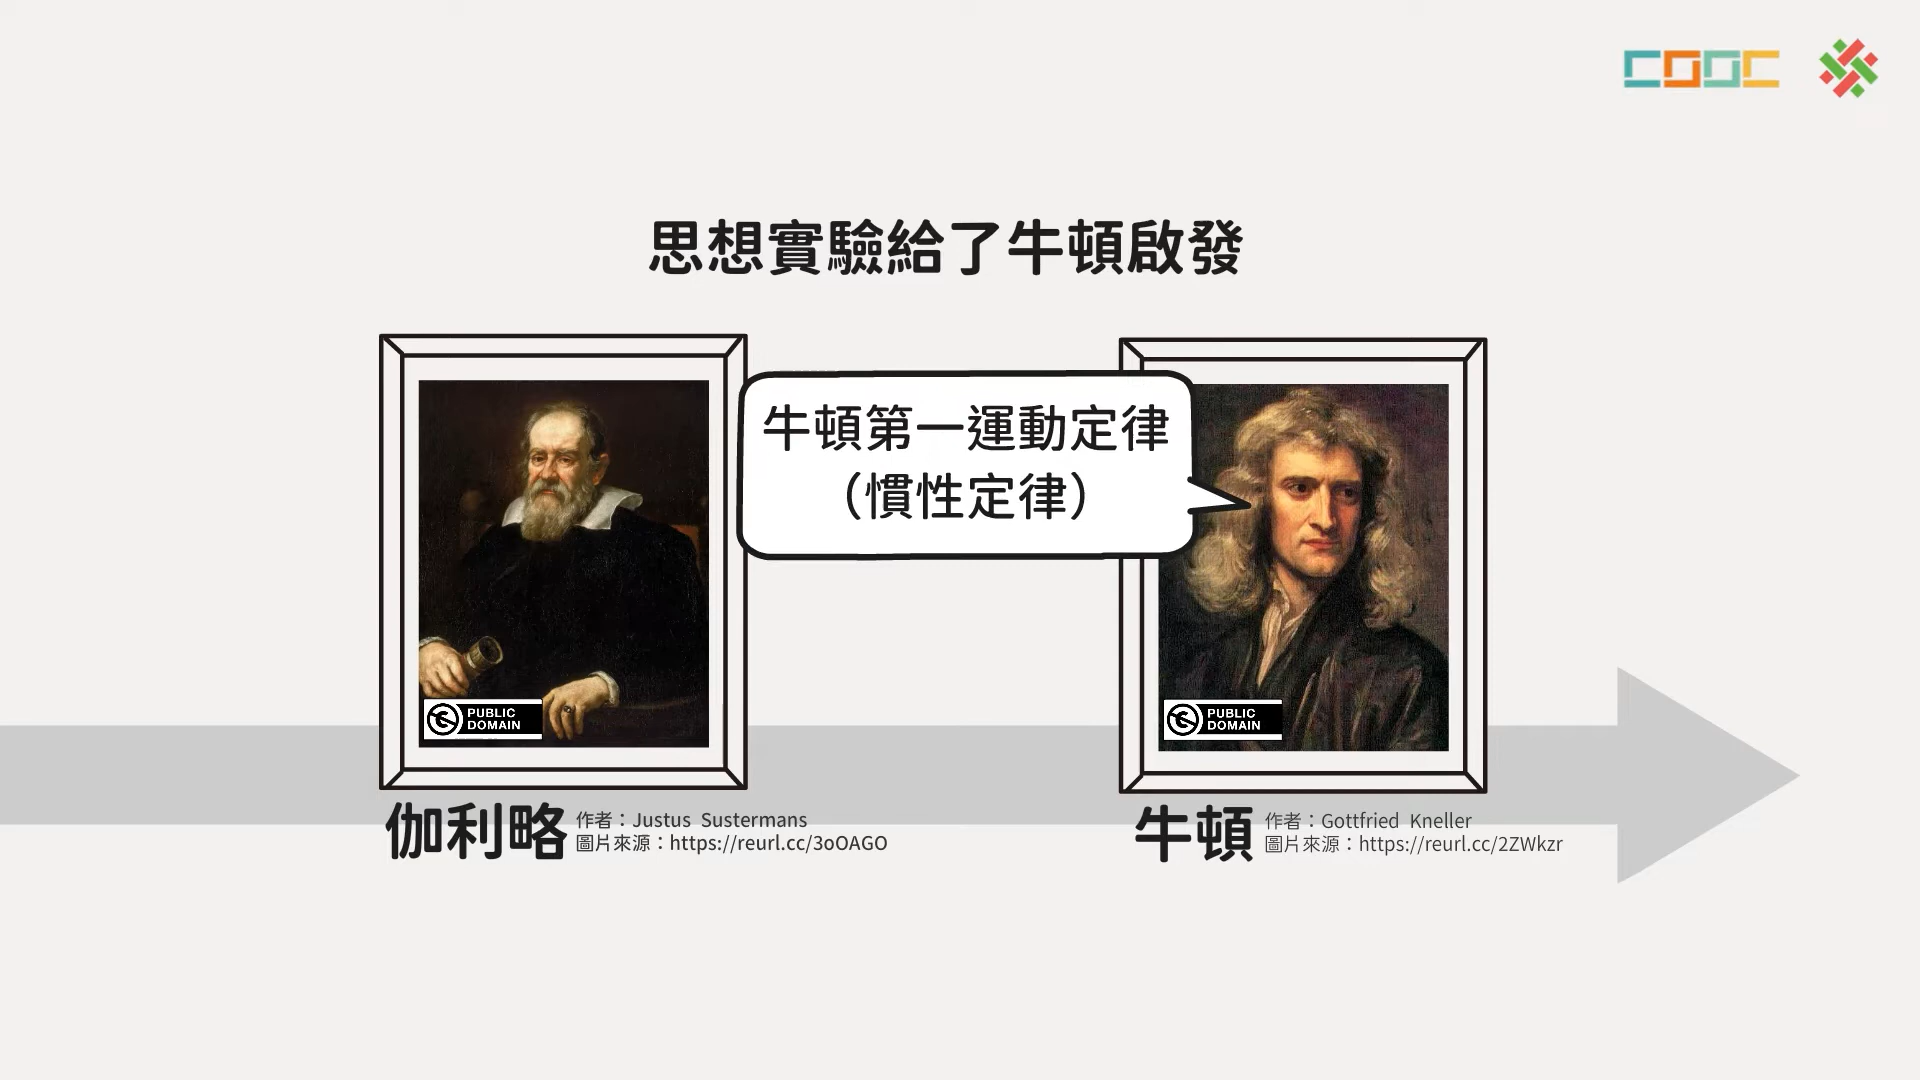 COOC
思想實驗給了牛頓啟發
牛頓第一運動定律
（慣性定律）
PUBLIC
DOMAIN
PUBLIC
DOMAIN
伽利略
作者：Justus Sustermans
圖片來源：https://reurl.cc/3oOAGO
牛頓
作者：Gottfried Kneller
圖片來源：https://reurl.cc/2ZWkzr